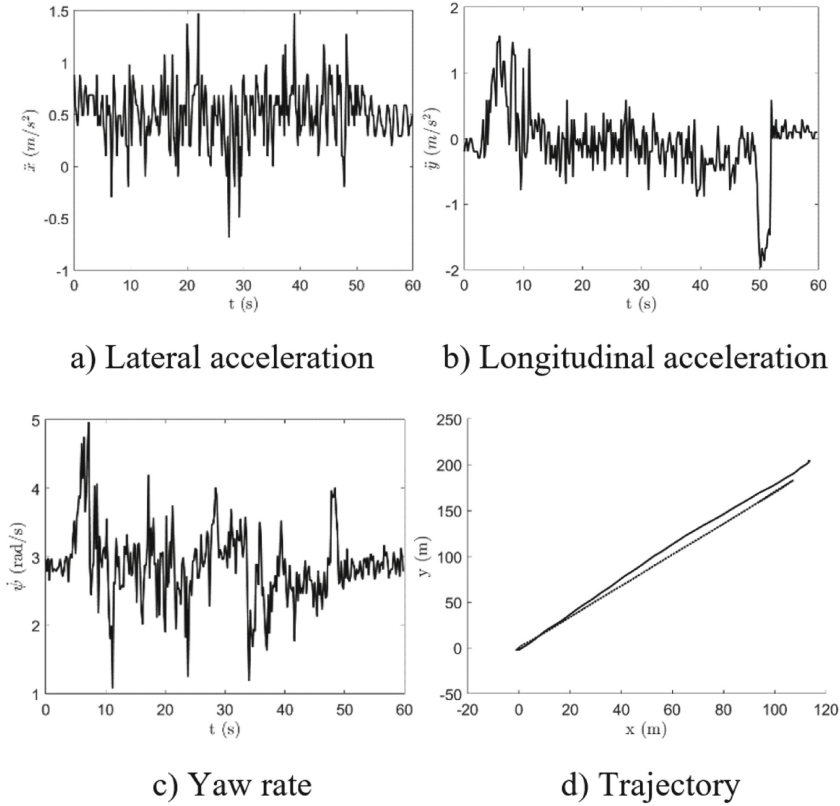 1.5
1
0.5
0
-0.5
-1
ẍ (m/s²)
0 10 20 30 40 50 60
t (s)
a) Lateral acceleration
2
1
0
-1
-2
ÿ (m/s²)
0 10 20 30 40 50 60
t (s)
b) Longitudinal acceleration
5
4
3
2
1
ψ̇ (rad/s)
0 10 20 30 40 50 60
t (s)
c) Yaw rate
250
200
150
100
50
0
-50
y (m)
-20 0 20 40 60 80 100 120
x (m)
d) Trajectory